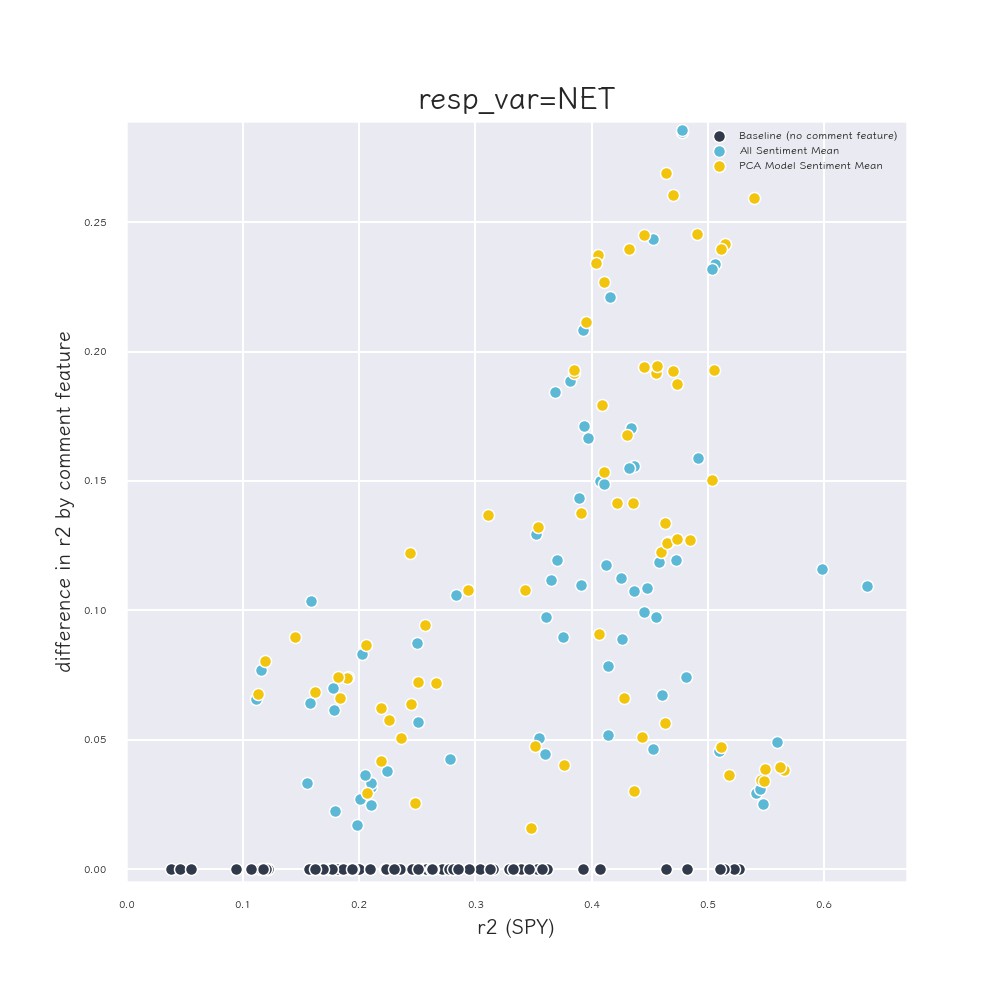 resp_var=NET
Baseline (no comment feature)
All Sentiment Mean
PCA Model Sentiment Mean
difference in r2 by comment feature
0.25
0.20
0.15
0.10
0.05
0.00
0.0 0.1 0.2 0.3 0.4 0.5 0.6
r2 (SPY)